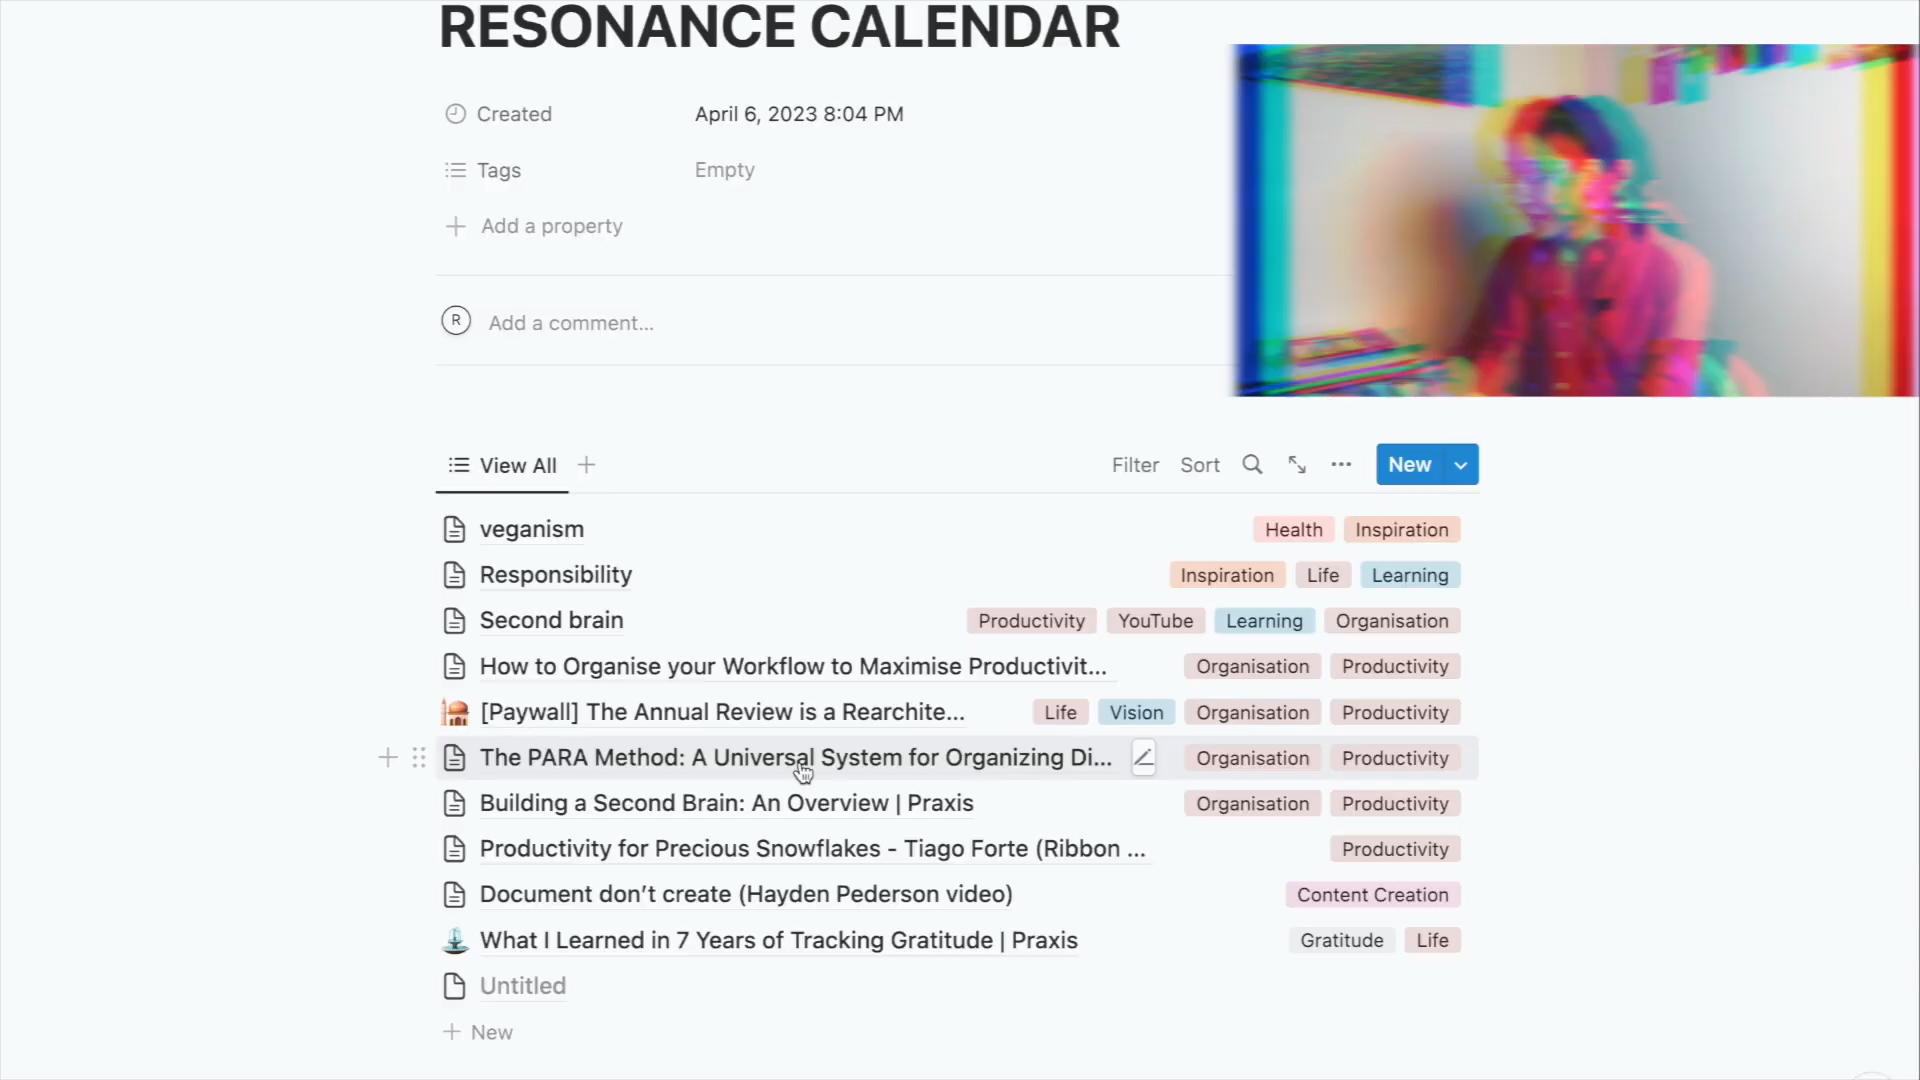 RESONANCE CALENDAR
Created April 6, 2023 8:04 PM
Tags Empty
Add a property
R Add a comment...
View All Filter Sort New
veganism Health Inspiration
Responsibility Inspiration Life Learning
Second brain Productivity YouTube Learning Organisation
How to Organise your Workflow to Maximise Productivit... Organisation Productivity
[Paywall] The Annual Review is a Rearchite... Life Vision Organisation Productivity
The PARA Method: A Universal System for Organizing Di... Organisation Productivity
Building a Second Brain: An Overview | Praxis Organisation Productivity
Productivity for Precious Snowflakes - Tiago Forte (Ribbon ... Productivity
Document don’t create (Hayden Pederson video) Content Creation
What I Learned in 7 Years of Tracking Gratitude | Praxis Gratitude Life
Untitled
New